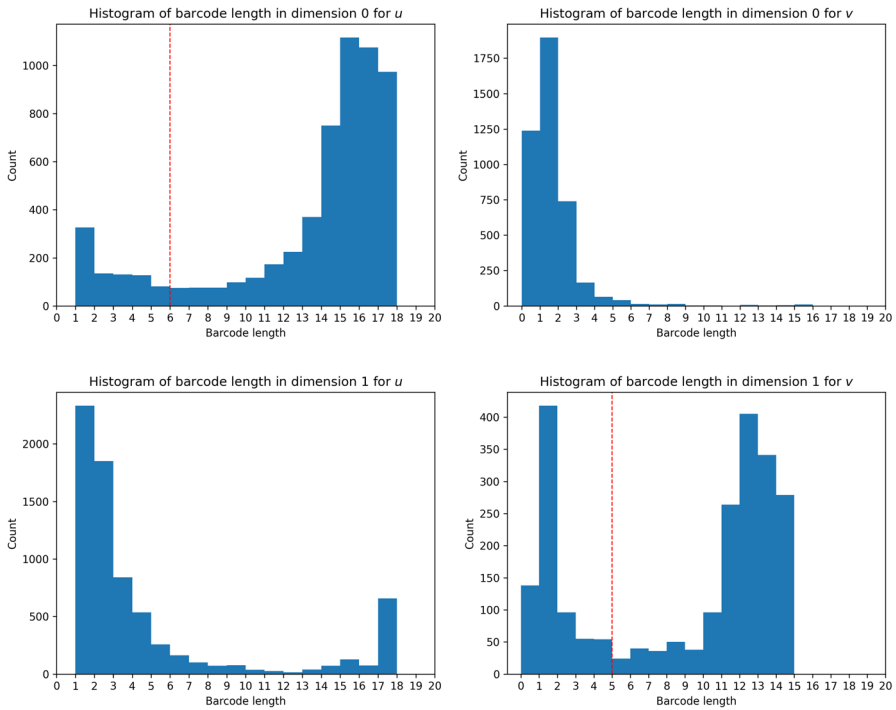 Histogram of barcode length in dimension 0 for u
Count
1000
800
600
400
200
0
0 1 2 3 4 5 6 7 8 9 10 11 12 13 14 15 16 17 18 19 20
Barcode length
Histogram of barcode length in dimension 0 for v
Count
1750
1500
1250
1000
750
500
250
0
0 1 2 3 4 5 6 7 8 9 10 11 12 13 14 15 16 17 18 19 20
Barcode length
Histogram of barcode length in dimension 1 for u
Count
2000
1500
1000
500
0
0 1 2 3 4 5 6 7 8 9 10 11 12 13 14 15 16 17 18 19 20
Barcode length
Histogram of barcode length in dimension 1 for v
Count
400
350
300
250
200
150
100
50
0
0 1 2 3 4 5 6 7 8 9 10 11 12 13 14 15 16 17 18 19 20
Barcode length